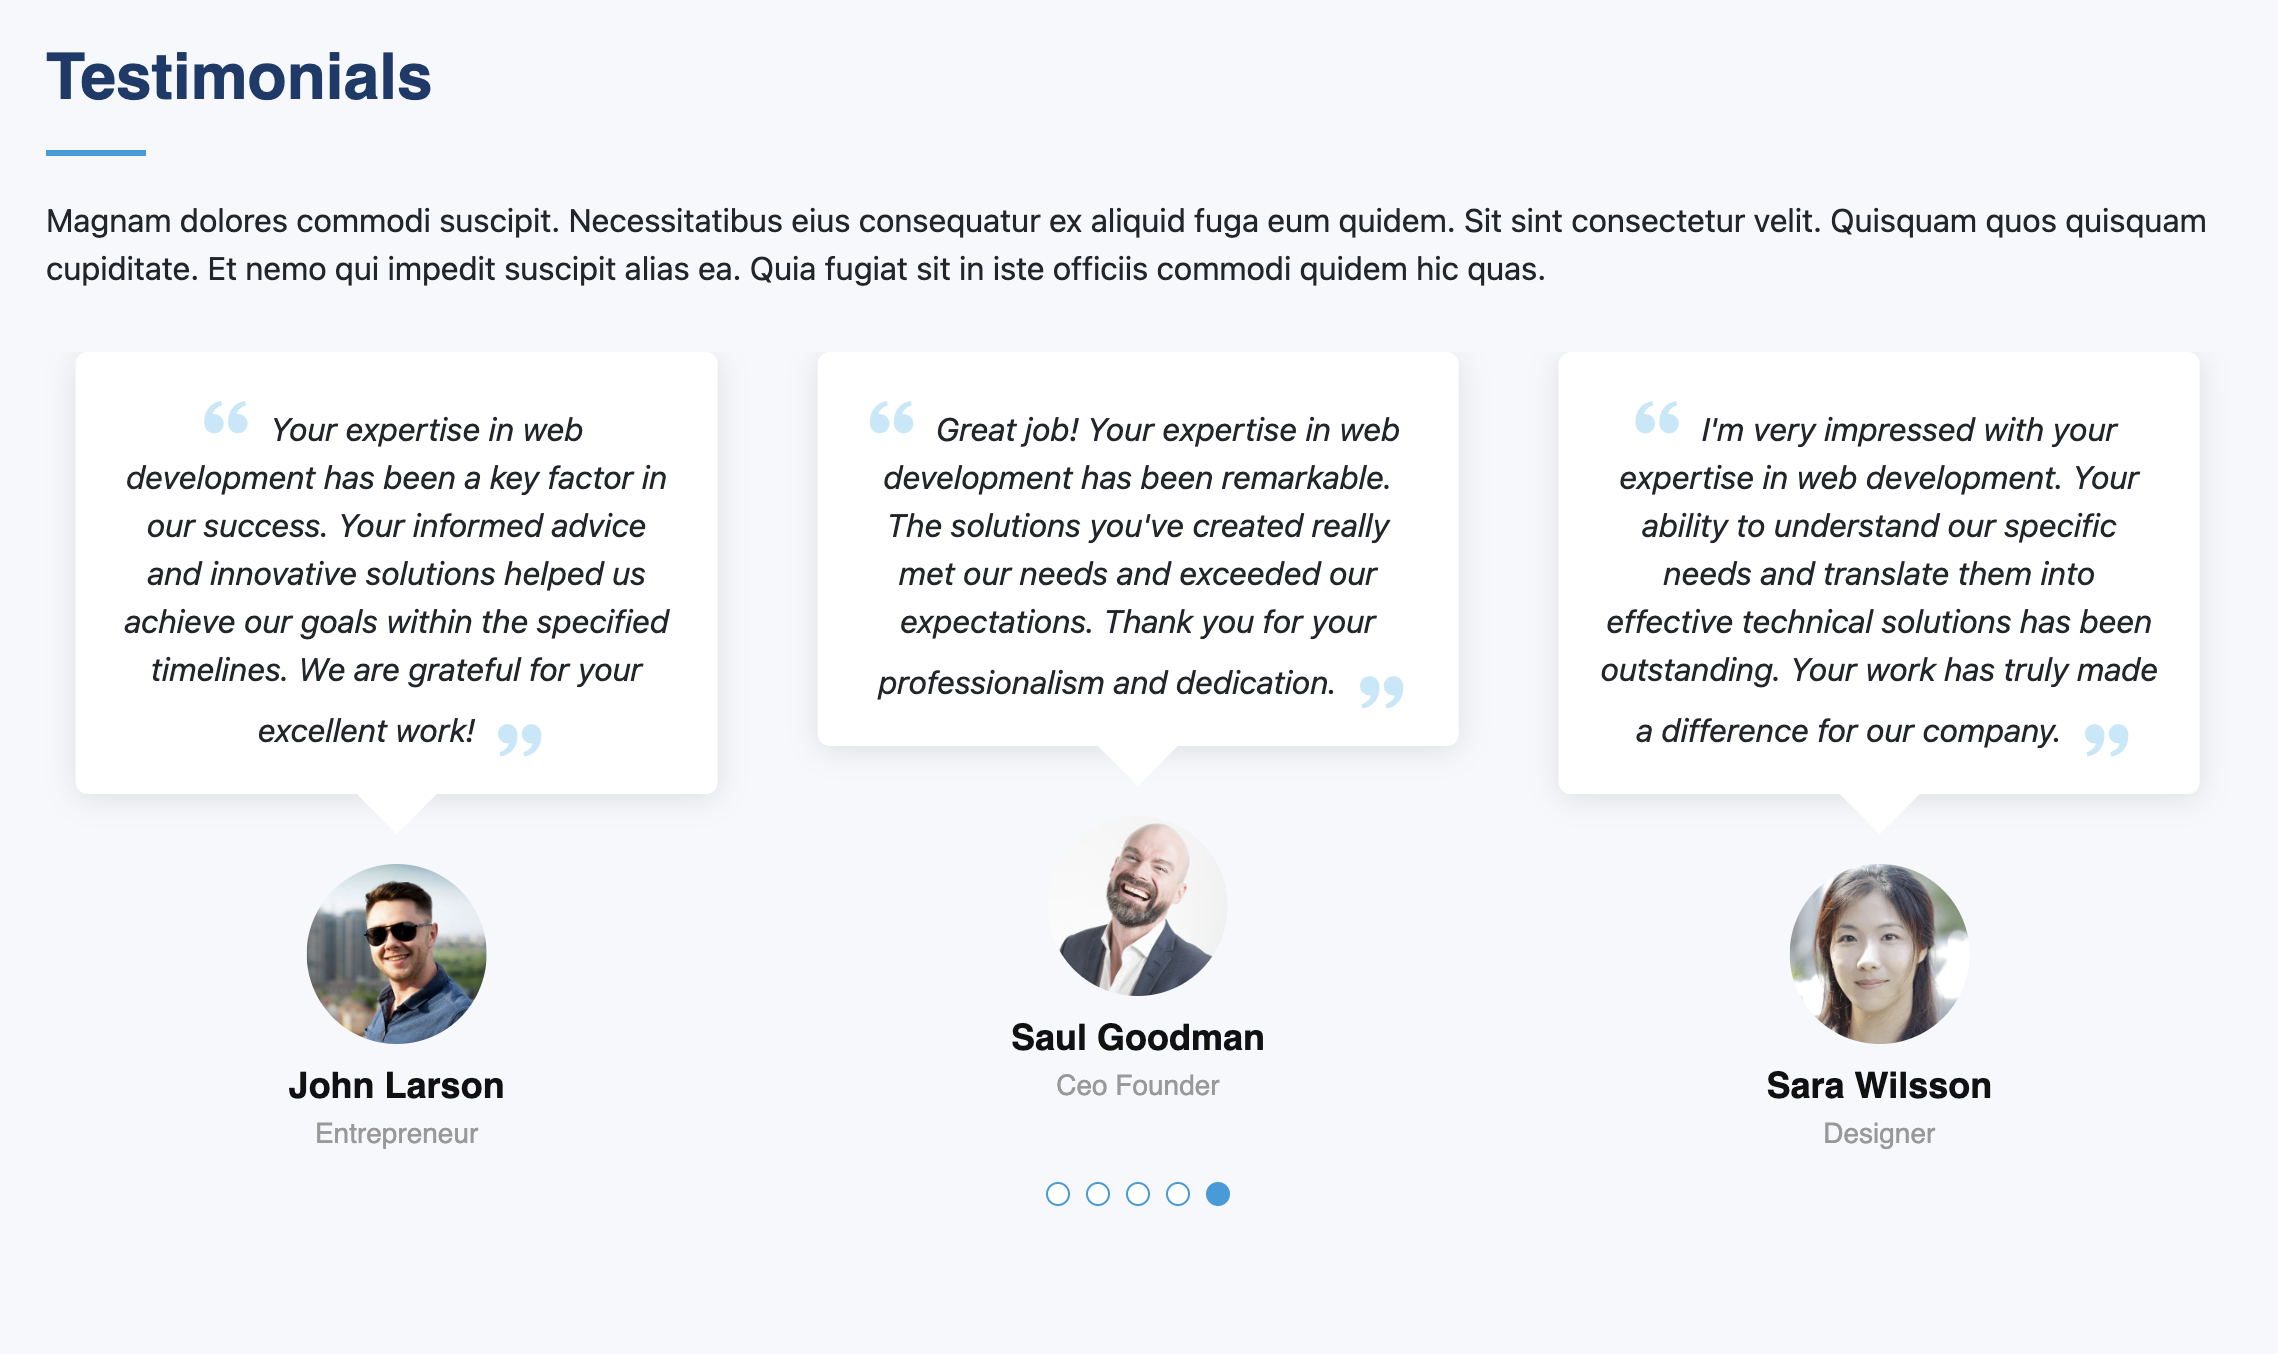 Testimonials
Magnam dolores commodi suscipit. Necessitatibus eius consequatur ex aliquid fuga eum quidem. Sit sint consectetur velit. Quisquam quos quisquam
cupiditate. Et nemo qui impedit suscipit alias ea. Quia fugiat sit in iste officiis commodi quidem hic quas.
“ Your expertise in web
development has been a key factor in
our success. Your informed advice
and innovative solutions helped us
achieve our goals within the specified
timelines. We are grateful for your
excellent work! ”
John Larson
Entrepreneur
“ Great job! Your expertise in web
development has been remarkable.
The solutions you've created really
met our needs and exceeded our
expectations. Thank you for your
professionalism and dedication. ”
Saul Goodman
Ceo Founder
“ I'm very impressed with your
expertise in web development. Your
ability to understand our specific
needs and translate them into
effective technical solutions has been
outstanding. Your work has truly made
a difference for our company. ”
Sara Wilsson
Designer